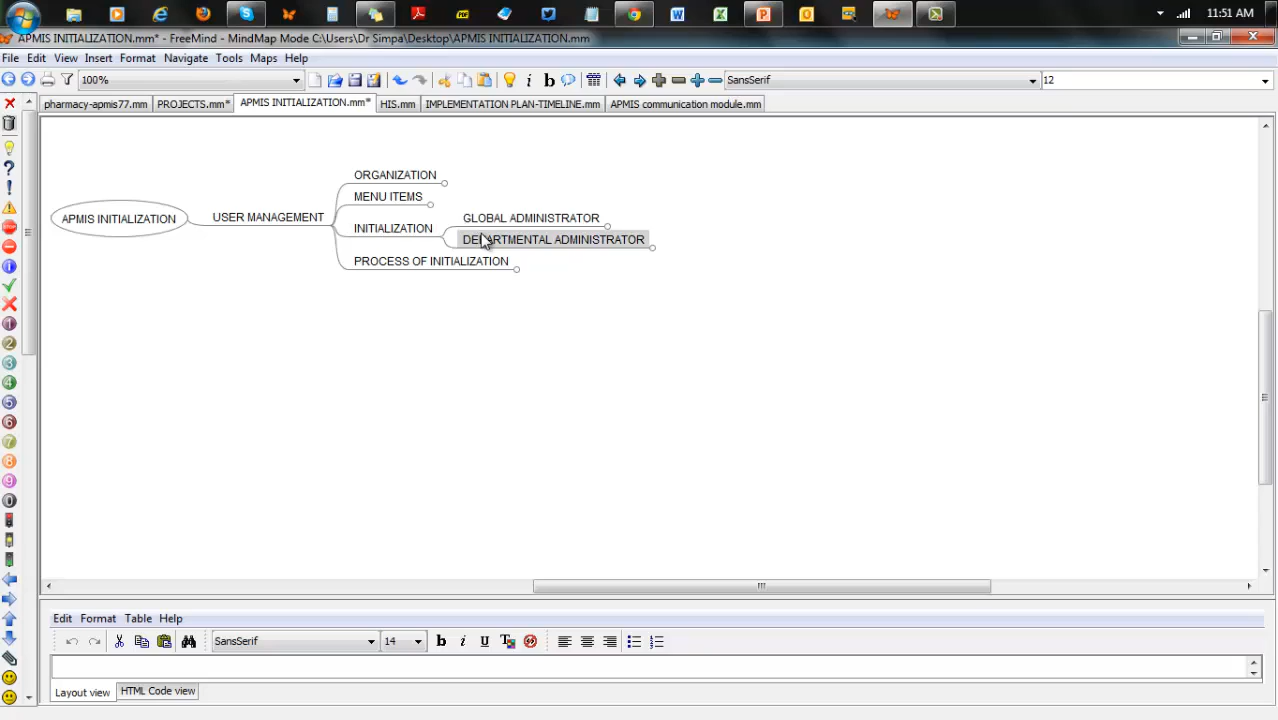 11:51 AM
APMIS INITIALIZATION.mm* - FreeMind - MindMap Mode C:\Users\Dr Simpa\Desktop\APMIS INITIALIZATION.mm
File Edit View Insert Format Navigate Tools Maps Help
100% SansSerif 12
pharmacy-apmis77.mm PROJECTS.mm* APMIS INITIALIZATION.mm* HIS.mm IMPLEMENTATION PLAN-TIMELINE.mm APMIS communication module.mm
ORGANIZATION
MENU ITEMS
APMIS INITIALIZATION USER MANAGEMENT GLOBAL ADMINISTRATOR
INITIALIZATION
DEPARTMENTAL ADMINISTRATOR
PROCESS OF INITIALIZATION
Edit Format Table Help
SansSerif 14 b i U
Layout view HTML Code view